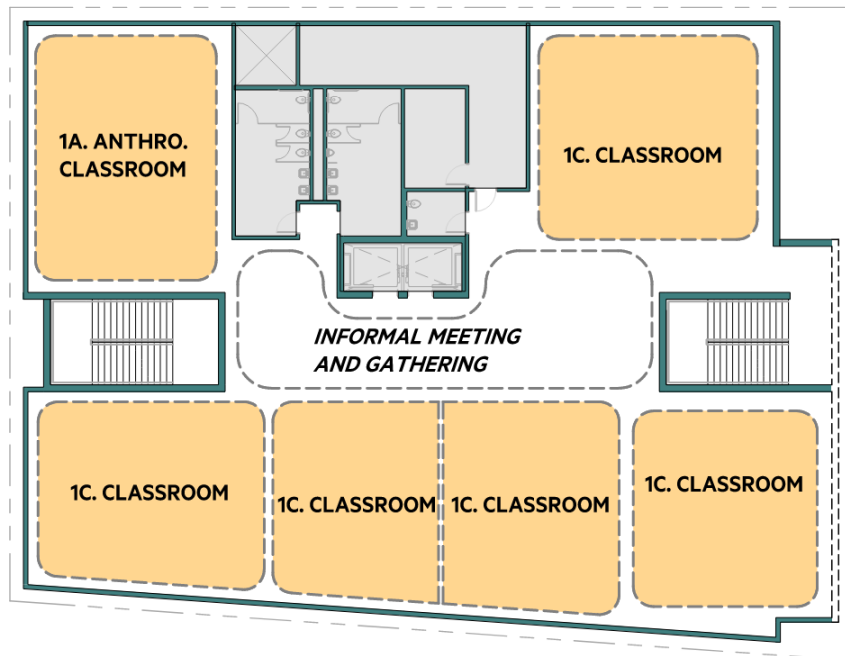 1A. ANTHRO.
CLASSROOM
1C. CLASSROOM
INFORMAL MEETING
AND GATHERING
1C. CLASSROOM
1C. CLASSROOM
1C. CLASSROOM
1C. CLASSROOM